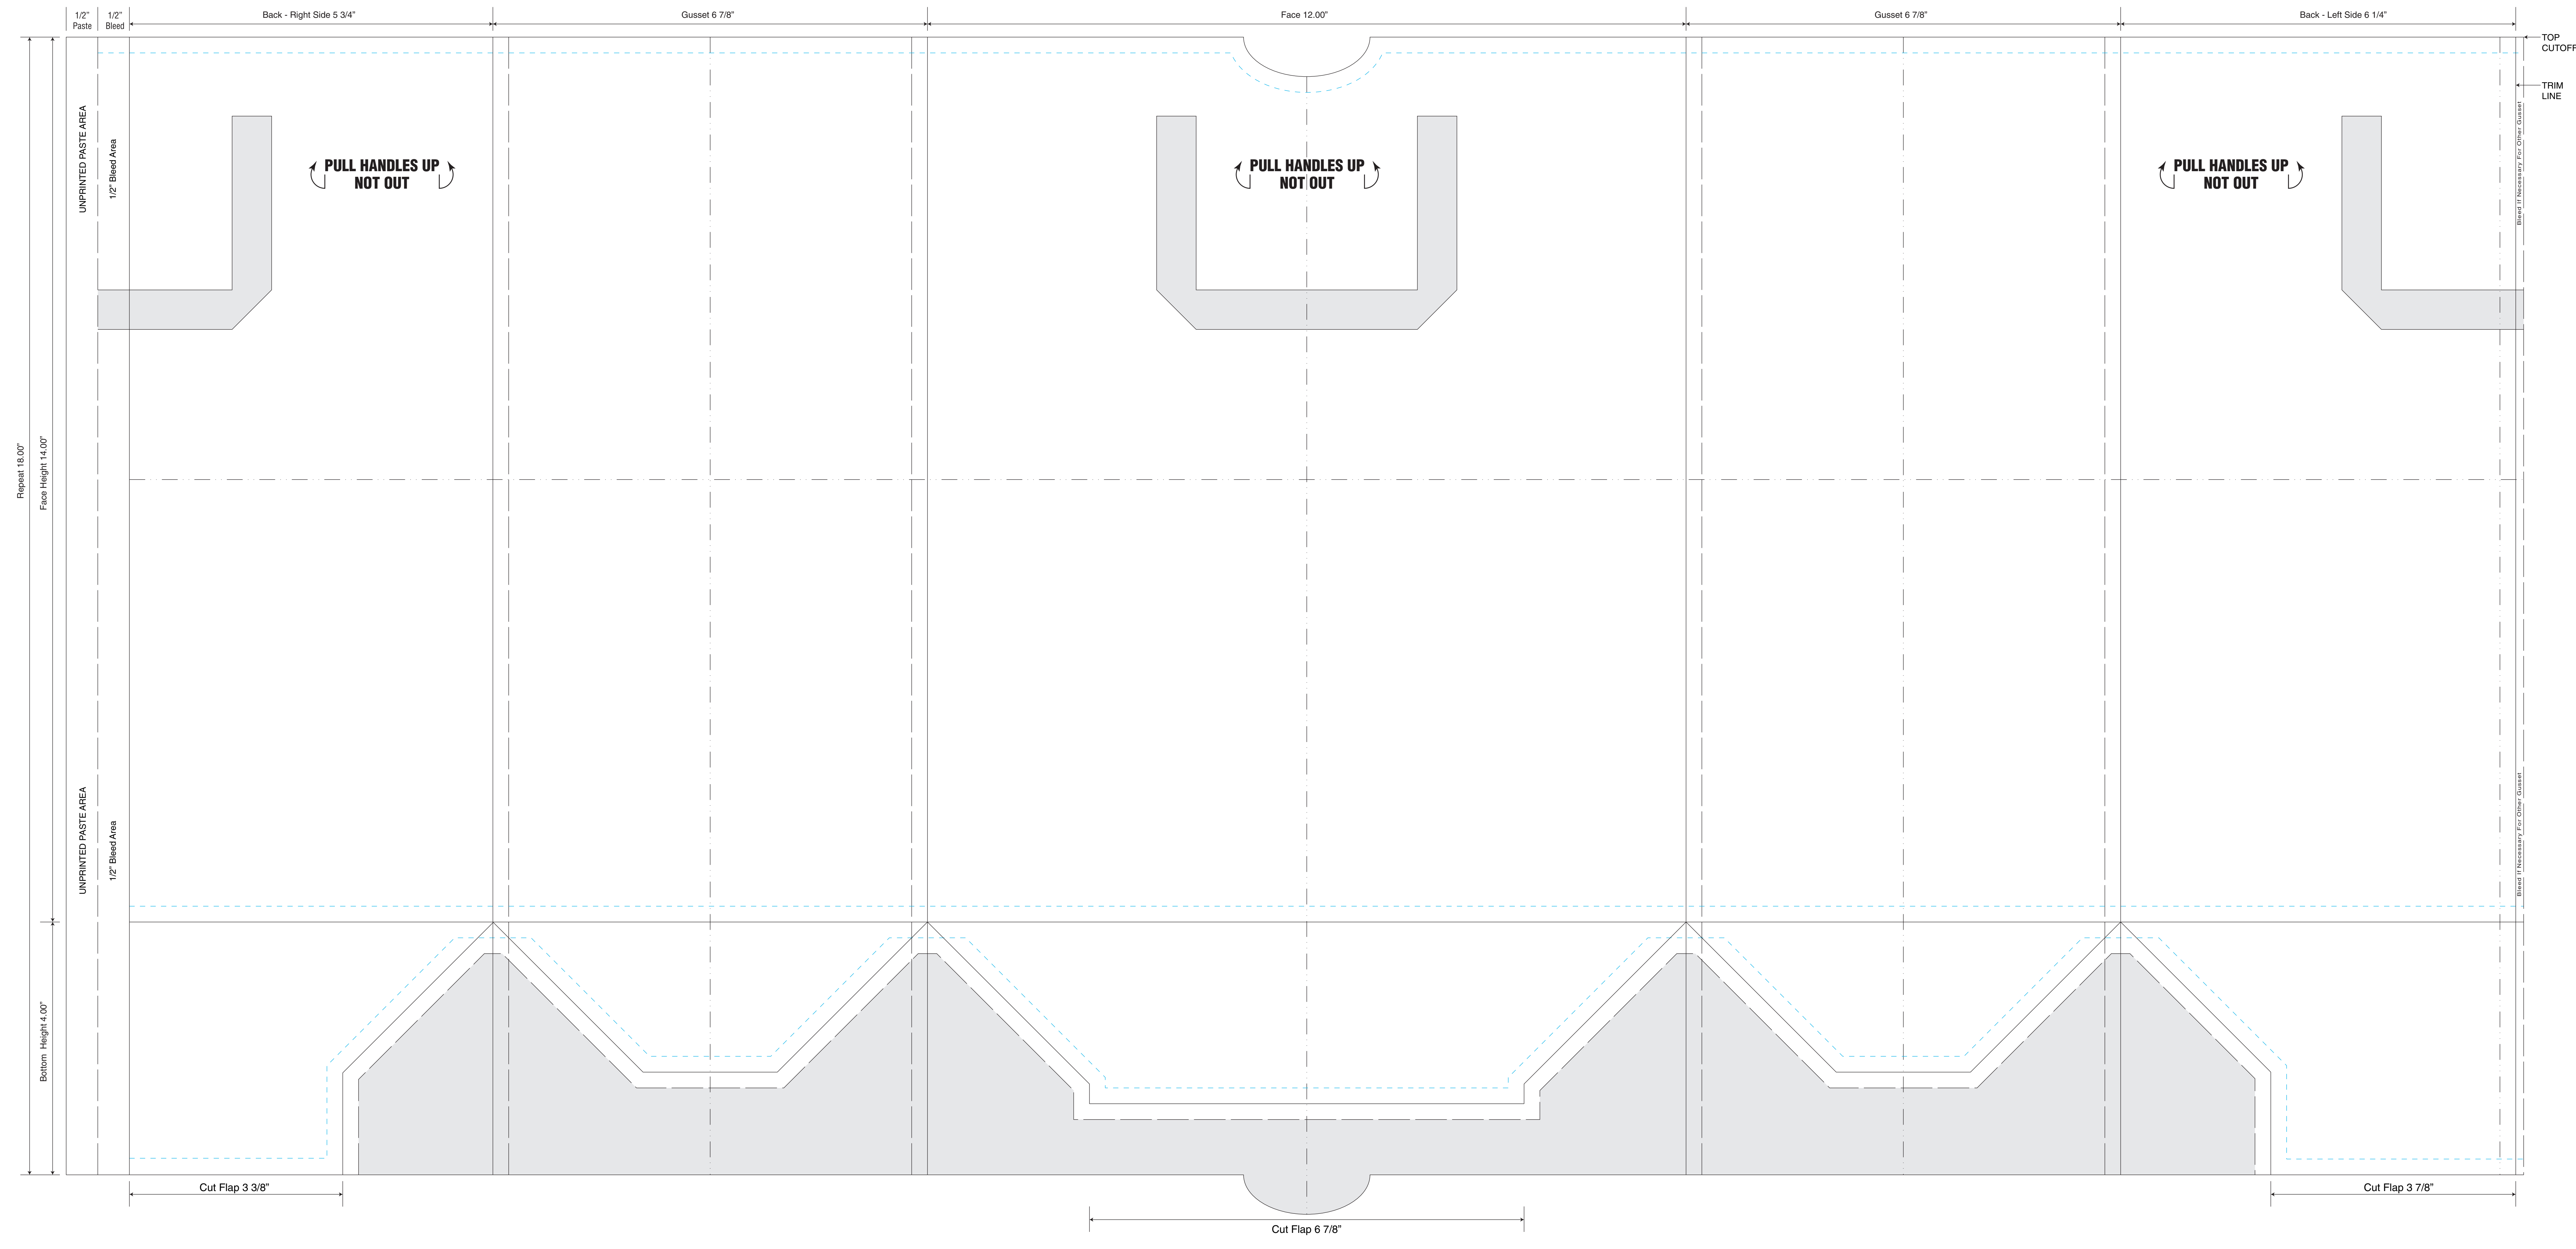 1/2"
Paste
1/2"
Bleed
Back - Right Side 5 3/4"
Gusset 6 7/8"
Face 12.00"
Gusset 6 7/8"
Back - Left Side 6 1/4"
TOP
CUTOFF
TRIM
LINE
UNPRINTED PASTE AREA
1/2" Bleed Area
PULL HANDLES UP
NOT OUT
PULL HANDLES UP
NOT OUT
PULL HANDLES UP
NOT OUT
Bleed If Necessary For Other Gusset
Repeat 18.00"
Face Height 14.00"
UNPRINTED PASTE AREA
1/2" Bleed Area
Bleed If Necessary For Other Gusset
Bottom Height 4.00"
Cut Flap 3 3/8"
Cut Flap 6 7/8"
Cut Flap 3 7/8"